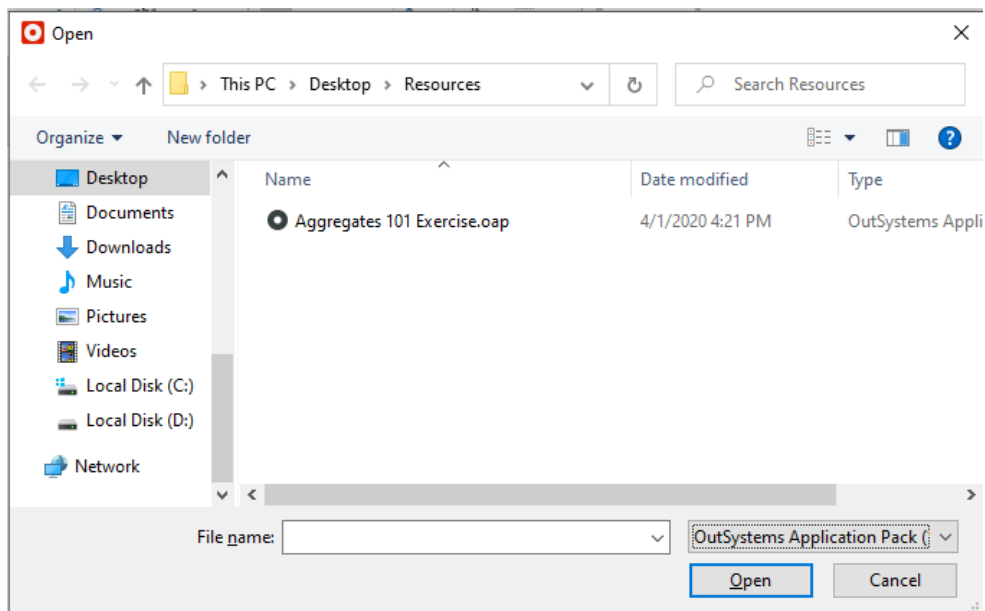 Open
This PC > Desktop > Resources
Search Resources
Organize
New folder
?
Name
Date modified
Type
Desktop
Documents
Downloads
Music
Pictures
Videos
Local Disk (C:)
Local Disk (D:)
Network
Aggregates 101 Exercise.oap
4/1/2020 4:21 PM
OutSystems Appli
File name:
OutSystems Application Pack (
Open
Cancel